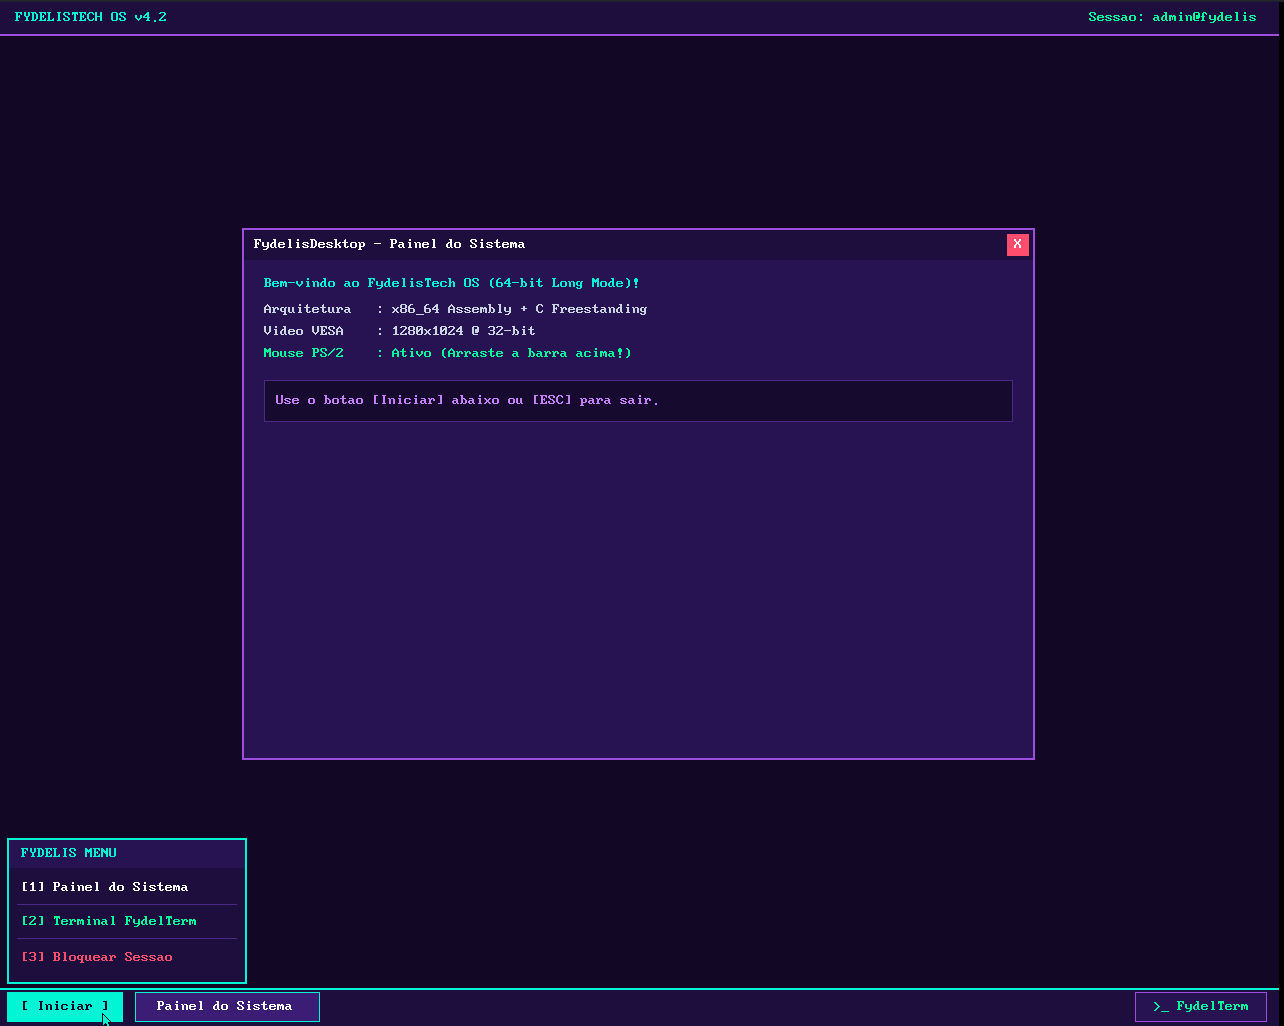 FYDELISTECH OS v4.2
Sessao: admin@fydelis
FydelisDesktop - Painel do Sistema
X
Bem-vindo ao FydelisTech OS (64-bit Long Mode)!
Arquitetura : x86_64 Assembly + C Freestanding
Video VESA : 1280x1024 @ 32-bit
Mouse PS/2 : Ativo (Arraste a barra acima!)
Use o botao [Iniciar] abaixo ou [ESC] para sair.
FYDELIS MENU
[1] Painel do Sistema
[2] Terminal FydelTerm
[3] Bloquear Sessao
[ Iniciar ]
Painel do Sistema
>_ FydelTerm